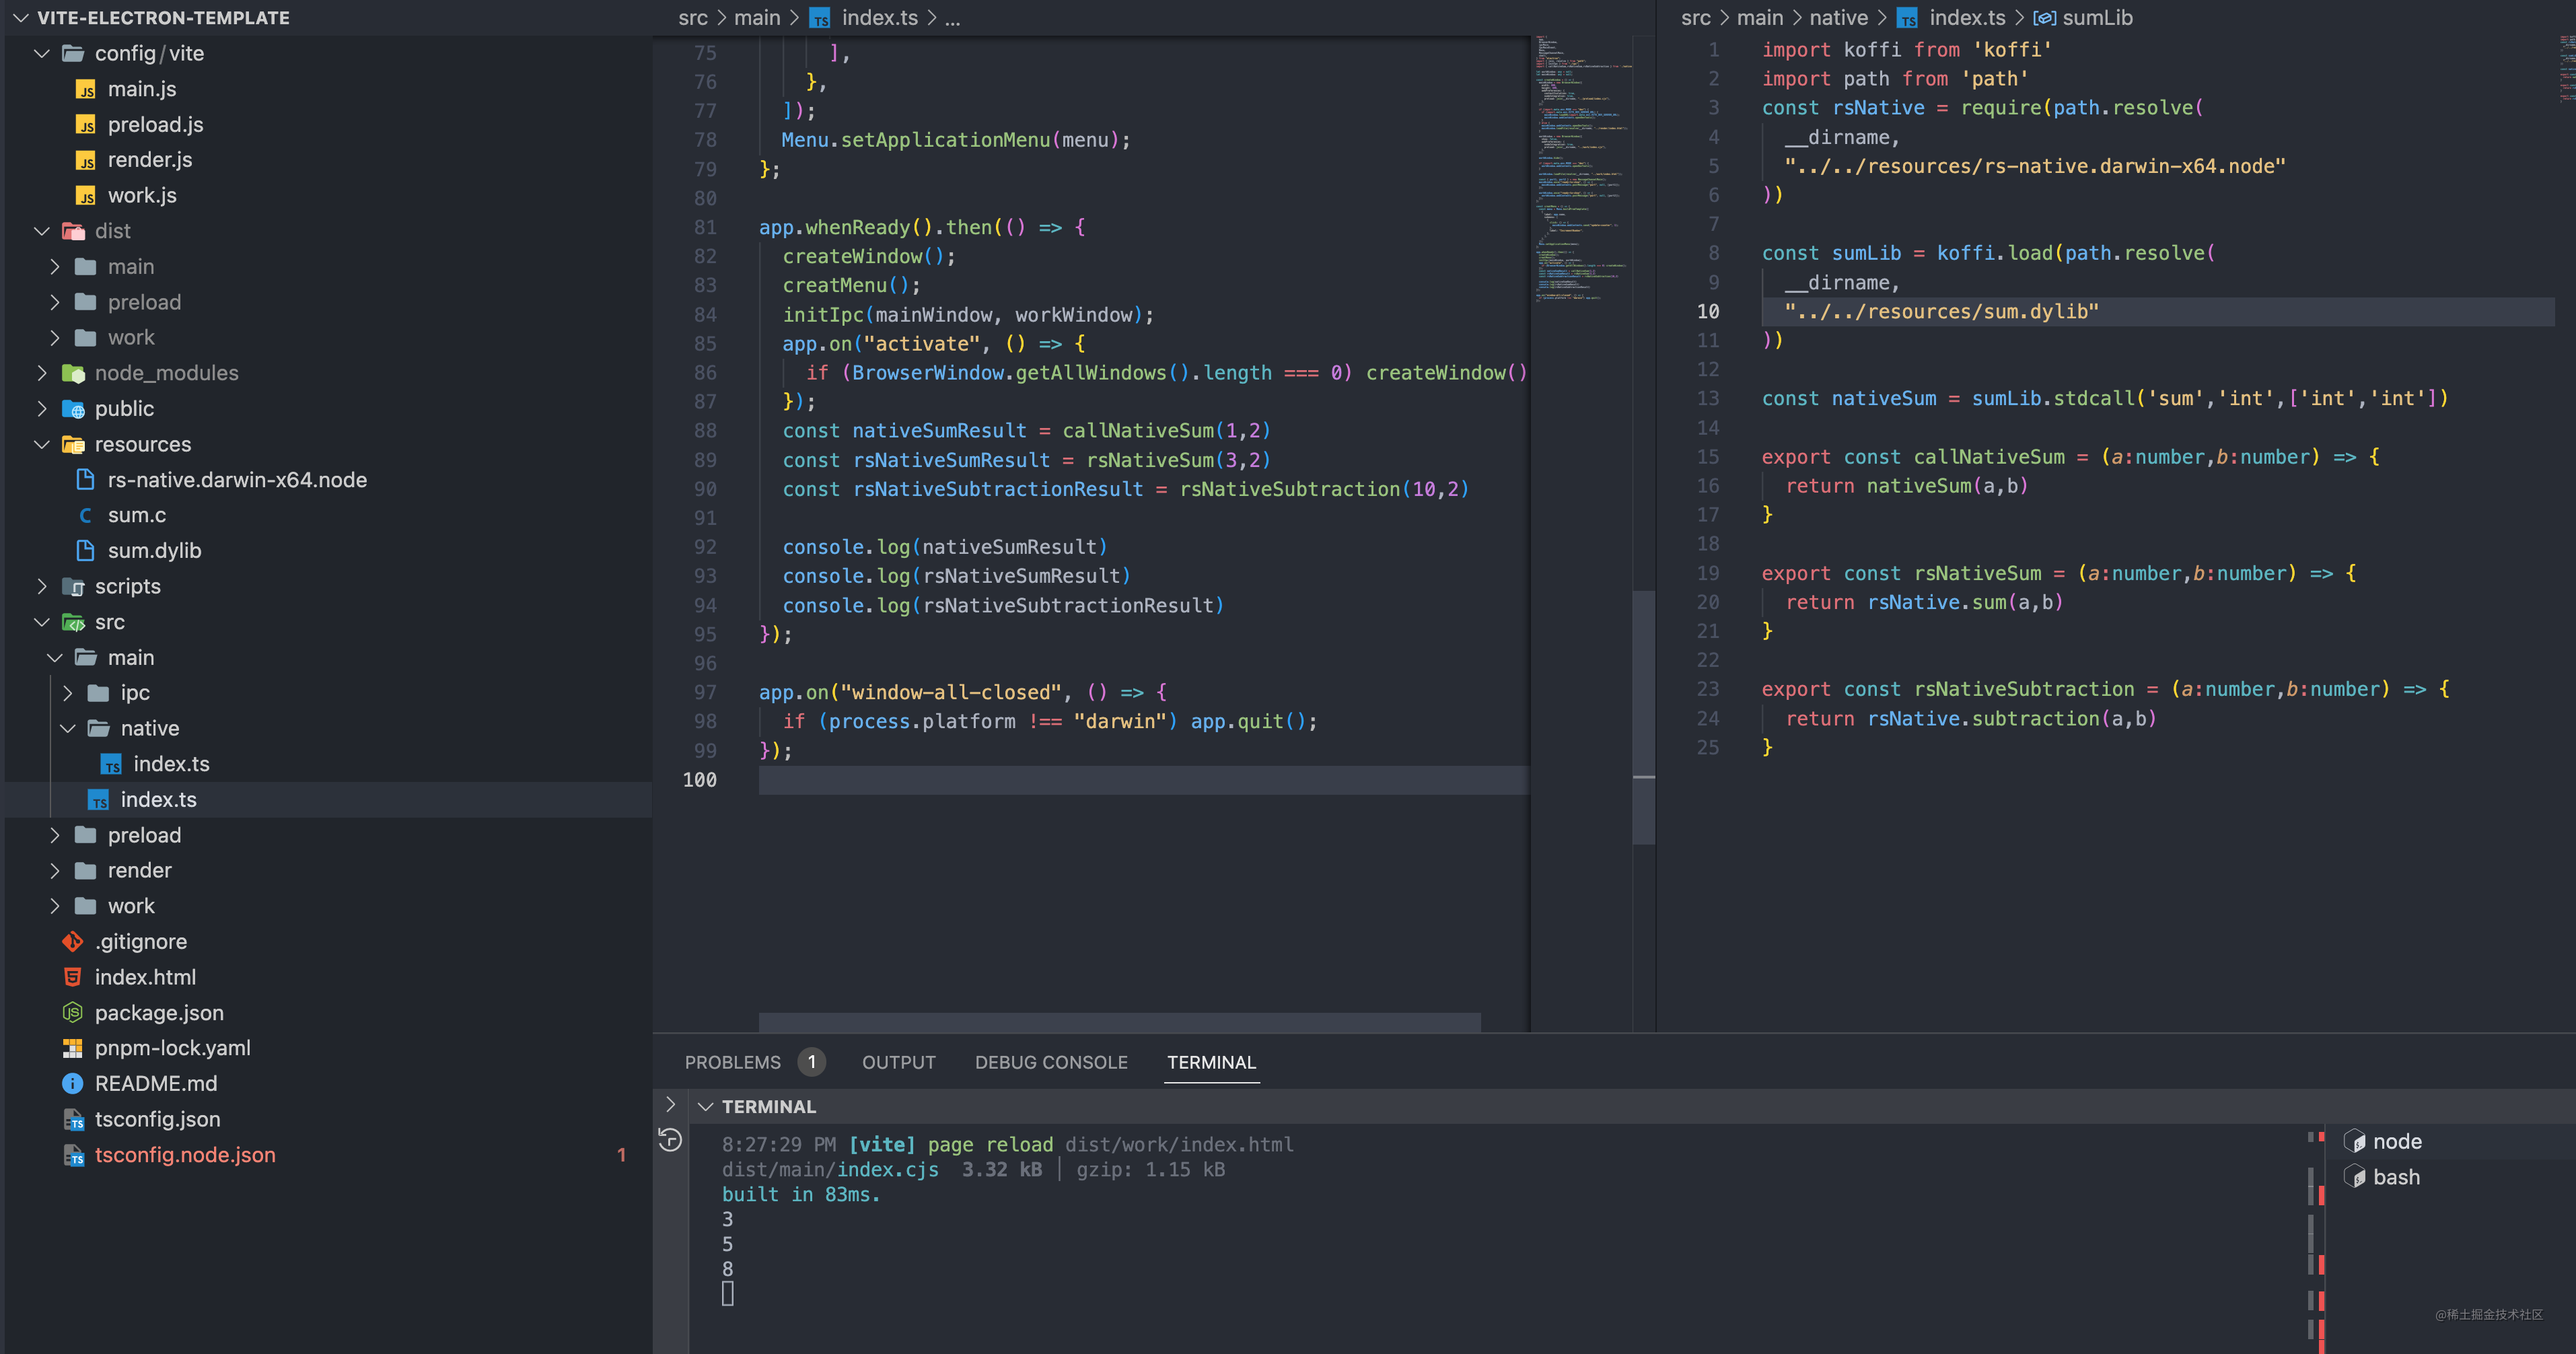 VITE-ELECTRON-TEMPLATE
config/vite
main.js
preload.js
render.js
work.js
dist
main
preload
work
node_modules
public
resources
rs-native.darwin-x64.node
sum.c
sum.dylib
scripts
src
main
ipc
native
index.ts
index.ts
preload
render
work
.gitignore
index.html
package.json
pnpm-lock.yaml
README.md
tsconfig.json
tsconfig.node.json 1
src > main > TS index.ts > ...
75 ],
76 },
77 ]);
78 Menu.setApplicationMenu(menu);
79 };
80
81 app.whenReady().then(() => {
82 createWindow();
83 creatMenu();
84 initIpc(mainWindow, workWindow);
85 app.on("activate", () => {
86 if (BrowserWindow.getAllWindows().length === 0) createWindow()
87 });
88 const nativeSumResult = callNativeSum(1,2)
89 const rsNativeSumResult = rsNativeSum(3,2)
90 const rsNativeSubtractionResult = rsNativeSubtraction(10,2)
91
92 console.log(nativeSumResult)
93 console.log(rsNativeSumResult)
94 console.log(rsNativeSubtractionResult)
95 });
96
97 app.on("window-all-closed", () => {
98 if (process.platform !== "darwin") app.quit();
99 });
100
src > main > native > TS index.ts > sumLib
1 import koffi from 'koffi'
2 import path from 'path'
3 const rsNative = require(path.resolve(
4 __dirname,
5 "../../resources/rs-native.darwin-x64.node"
6 ))
7
8 const sumLib = koffi.load(path.resolve(
9 __dirname,
10 "../../resources/sum.dylib"
11 ))
12
13 const nativeSum = sumLib.stdcall('sum','int',['int','int'])
14
15 export const callNativeSum = (a:number,b:number) => {
16 return nativeSum(a,b)
17 }
18
19 export const rsNativeSum = (a:number,b:number) => {
20 return rsNative.sum(a,b)
21 }
22
23 export const rsNativeSubtraction = (a:number,b:number) => {
24 return rsNative.subtraction(a,b)
25 }
PROBLEMS 1 OUTPUT DEBUG CONSOLE TERMINAL
TERMINAL
8:27:29 PM [vite] page reload dist/work/index.html
dist/main/index.cjs 3.32 kB │ gzip: 1.15 kB
built in 83ms.
3
5
8
node
bash
@稀土掘金技术社区